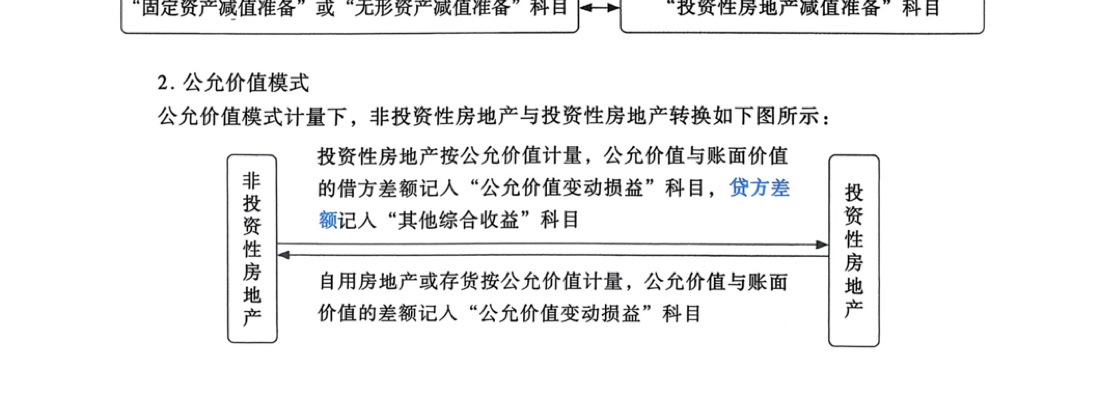 “固定资产减值准备”或“无形资产减值准备”科目
“投资性房地产减值准备”科目
2. 公允价值模式
公允价值模式计量下，非投资性房地产与投资性房地产转换如下图所示：
非投资性房地产
投资性房地产按公允价值计量，公允价值与账面价值
的借方差额记人“公允价值变动损益”科目，贷方差
额记人“其他综合收益”科目
自用房地产或存货按公允价值计量，公允价值与账面
价值的差额记人“公允价值变动损益”科目
投资性房地产